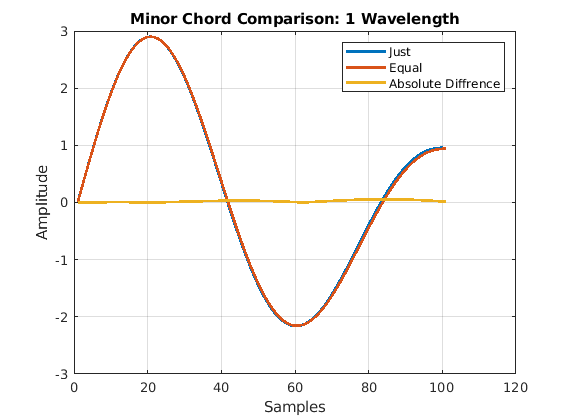 Minor Chord Comparison: 1 Wavelength
Just
Equal
Absolute Diffrence
Amplitude
3
2
1
0
-1
-2
-3
0 20 40 60 80 100 120
Samples